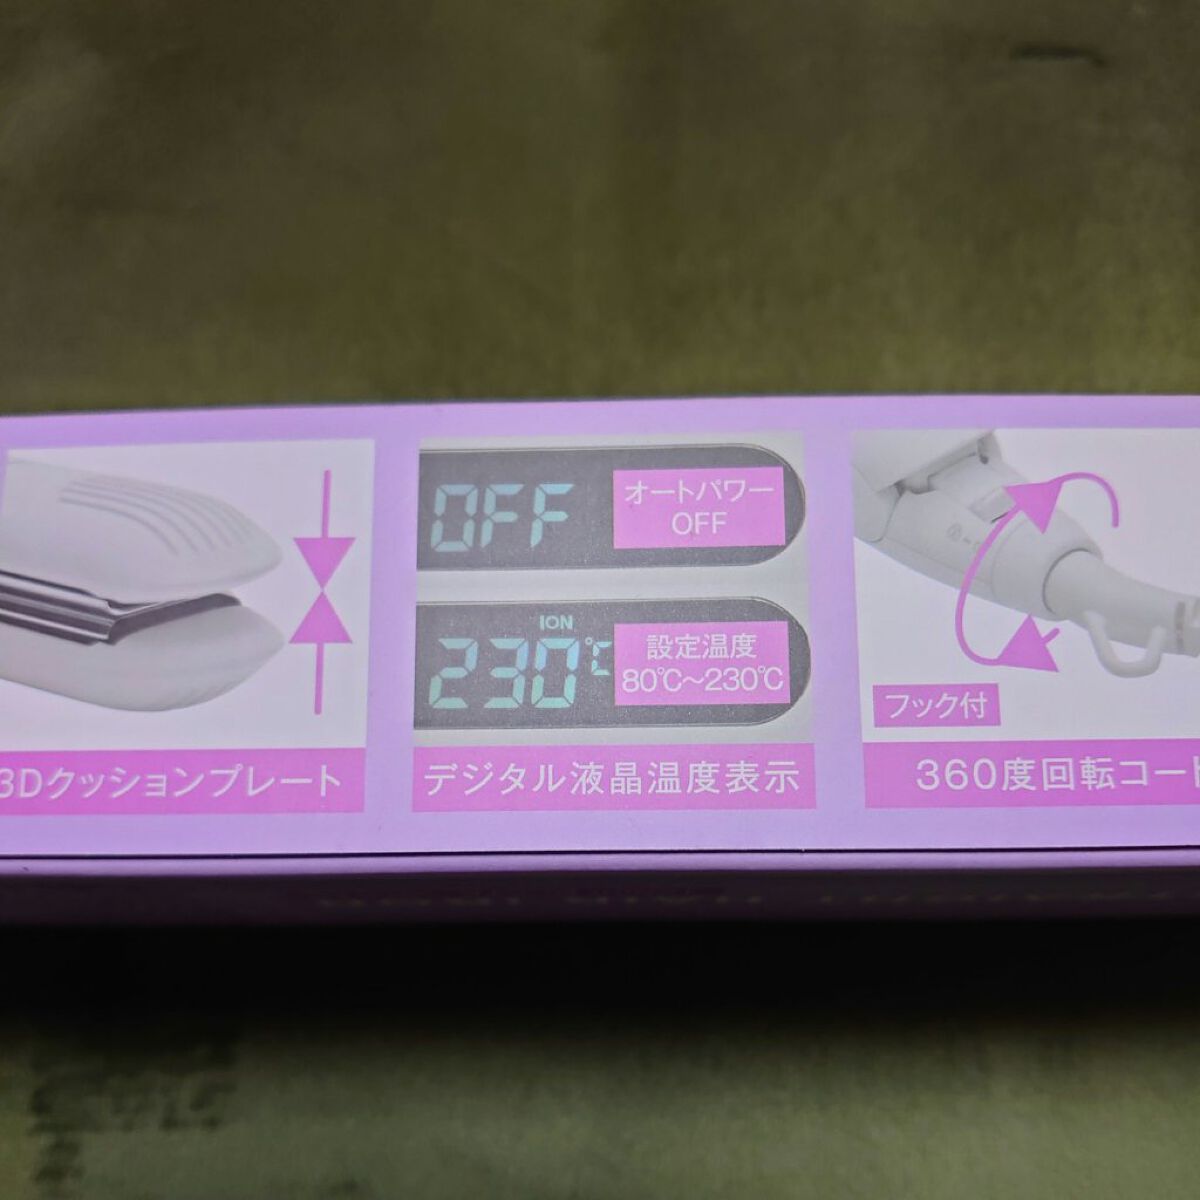 OFF
オートパワー
OFF
ION
230℃
設定温度
80℃～230℃
フック付
3Dクッションプレート
デジタル液晶温度表示
360度回転コード